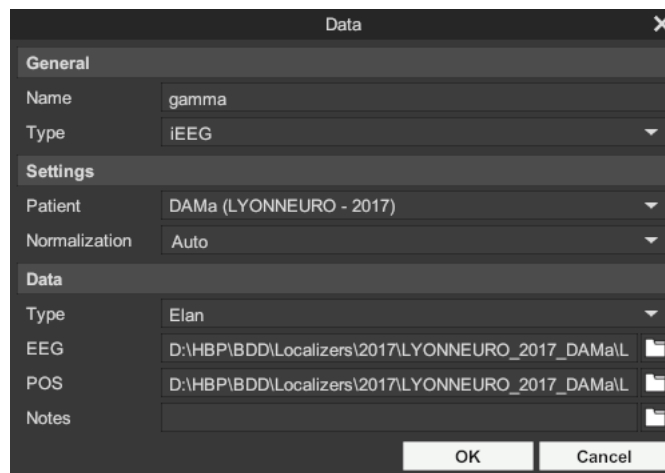 Data
General
Name gamma
Type iEEG
Settings
Patient DAMa (LYONNEURO - 2017)
Normalization Auto
Data
Type Elan
EEG D:\HBP\BDD\Localizers\2017\LYONNEURO_2017_DAMa\L
POS D:\HBP\BDD\Localizers\2017\LYONNEURO_2017_DAMa\L
Notes
OK Cancel